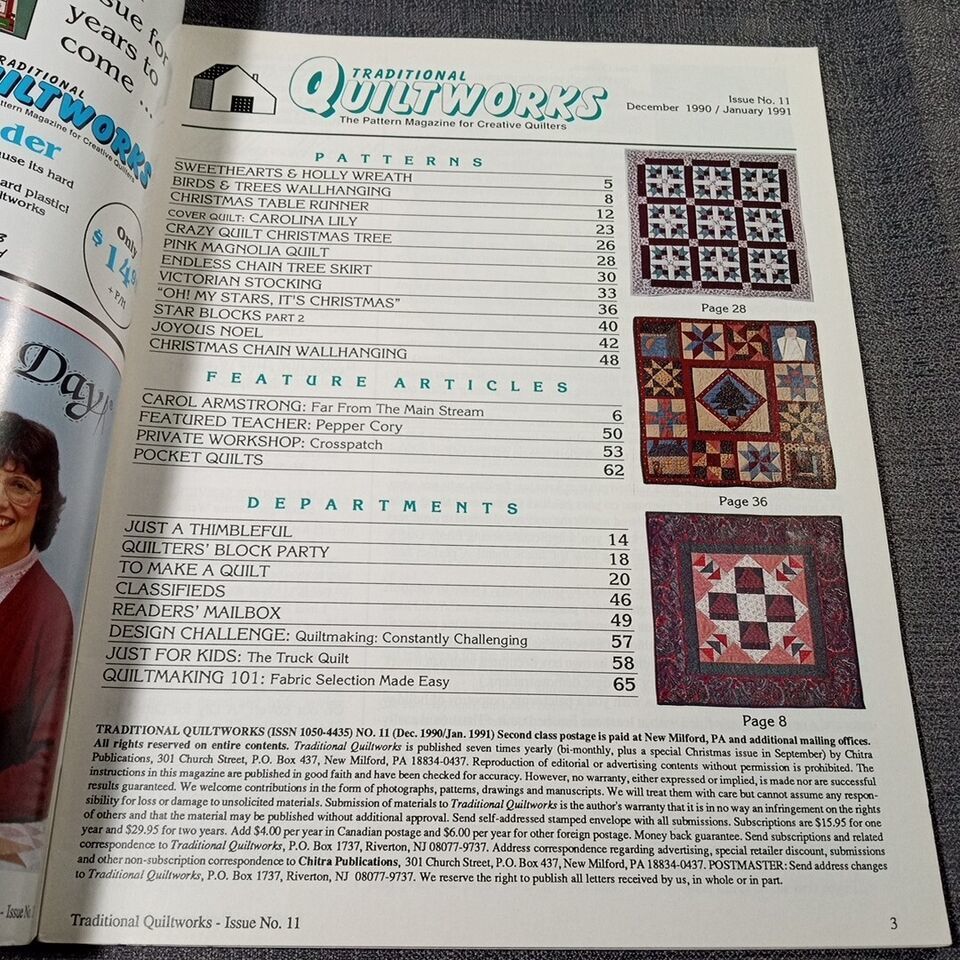 sue for
years to
come ...
TRADITIONAL
QUILTWORKS
ttern Magazine for Creative Quilters
der
use Its hard
ard plastic!
iltworks
Only
$14
+ P/H
Day
- Issue No. 1
TRADITIONAL
QUILTWORKS
The Pattern Magazine for Creative Quilters
Issue No. 11
December 1990 / January 1991
PATTERNS
SWEETHEARTS & HOLLY WREATH 5
BIRDS & TREES WALLHANGING 8
CHRISTMAS TABLE RUNNER 12
COVER QUILT: CAROLINA LILY 23
CRAZY QUILT CHRISTMAS TREE 26
PINK MAGNOLIA QUILT 28
ENDLESS CHAIN TREE SKIRT 30
VICTORIAN STOCKING 33
"OH! MY STARS, IT'S CHRISTMAS" 36
STAR BLOCKS PART 2 40
JOYOUS NOEL 42
CHRISTMAS CHAIN WALLHANGING 48
FEATURE ARTICLES
CAROL ARMSTRONG: Far From The Main Stream 6
FEATURED TEACHER: Pepper Cory 50
PRIVATE WORKSHOP: Crosspatch 53
POCKET QUILTS 62
DEPARTMENTS
JUST A THIMBLEFUL 14
QUILTERS' BLOCK PARTY 18
TO MAKE A QUILT 20
CLASSIFIEDS 46
READERS' MAILBOX 49
DESIGN CHALLENGE: Quiltmaking: Constantly Challenging 57
JUST FOR KIDS: The Truck Quilt 58
QUILTMAKING 101: Fabric Selection Made Easy 65
Page 28
Page 36
Page 8
TRADITIONAL QUILTWORKS (ISSN 1050-4435) NO. 11 (Dec. 1990/Jan. 1991) Second class postage is paid at New Milford, PA and additional mailing offices.
All rights reserved on entire contents. Traditional Quiltworks is published seven times yearly (bi-monthly, plus a special Christmas issue in September) by Chitra
Publications, 301 Church Street, P.O. Box 437, New Milford, PA 18834-0437. Reproduction of editorial or advertising contents without permission is prohibited. The
instructions in this magazine are published in good faith and have been checked for accuracy. However, no warranty, either expressed or implied, is made nor are successful
results guaranteed. We welcome contributions in the form of photographs, patterns, drawings and manuscripts. We will treat them with care but cannot assume any respon-
sibility for loss or damage to unsolicited materials. Submission of materials to Traditional Quiltworks is the author's warranty that it is in no way an infringement on the rights
of others and that the material may be published without additional approval. Send self-addressed stamped envelope with all submissions. Subscriptions are $15.95 for one
year and $29.95 for two years. Add $4.00 per year in Canadian postage and $6.00 per year for other foreign postage. Money back guarantee. Send subscriptions and related
correspondence to Traditional Quiltworks, P.O. Box 1737, Riverton, NJ 08077-9737. Address correspondence regarding advertising, special retailer discount, submissions
and other non-subscription correspondence to Chitra Publications, 301 Church Street, P.O. Box 437, New Milford, PA 18834-0437. POSTMASTER: Send address changes
to Traditional Quiltworks, P.O. Box 1737, Riverton, NJ 08077-9737. We reserve the right to publish all letters received by us, in whole or in part.
Traditional Quiltworks - Issue No. 11
3